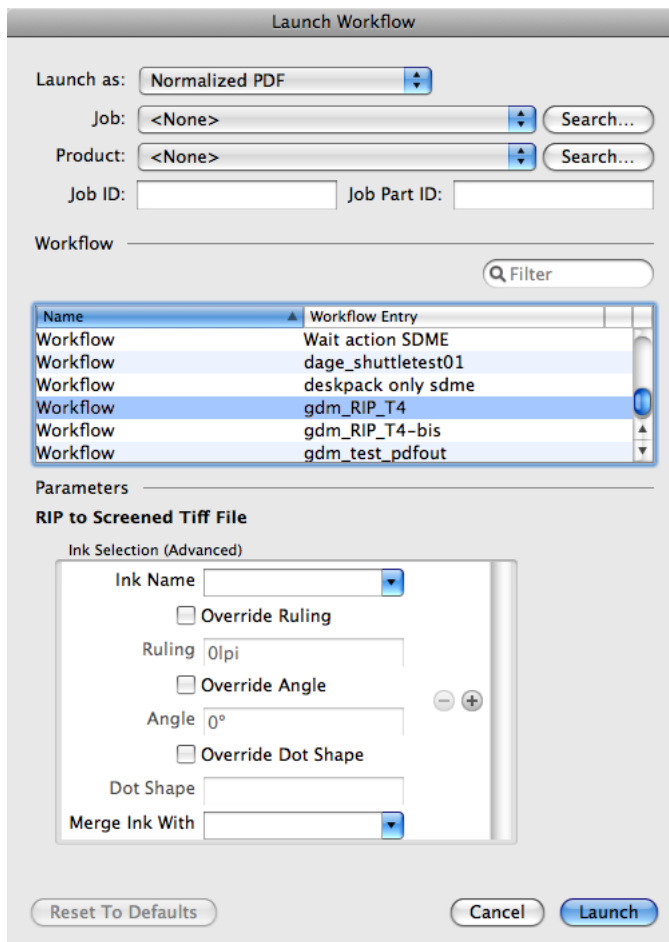 Launch Workflow
Launch as: Normalized PDF
Job: <None> Search...
Product: <None> Search...
Job ID: Job Part ID:
Workflow
Filter
Name Workflow Entry
Workflow Wait action SDME
Workflow dage_shuttletest01
Workflow deskpack only sdme
Workflow gdm_RIP_T4
Workflow gdm_RIP_T4-bis
Workflow gdm_test_pdfout
Parameters
RIP to Screened Tiff File
Ink Selection (Advanced)
Ink Name
Override Ruling
Ruling 0lpi
Override Angle
Angle 0°
Override Dot Shape
Dot Shape
Merge Ink With
Reset To Defaults Cancel Launch